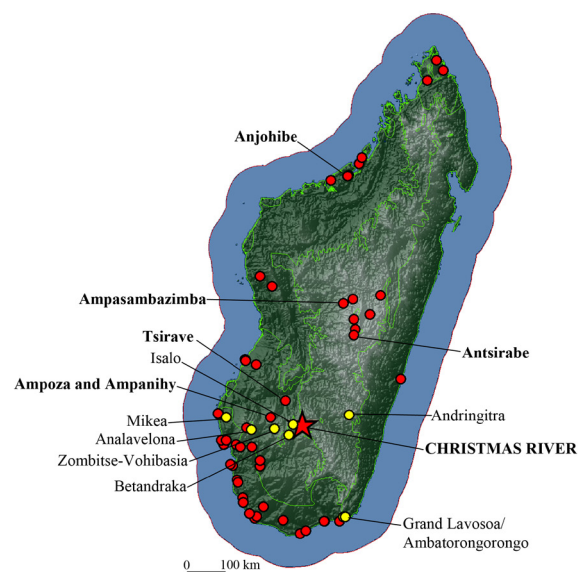 Anjohibe
Ampasambazimba
Tsirave
Antsirabe
Isalo
Ampoza and Ampanihy
Mikea
Andringitra
Analavelona
CHRISTMAS RIVER
Zombitse-Vohibasia
Betandraka
Grand Lavosoa/
Ambatorongorongo
0 100 km